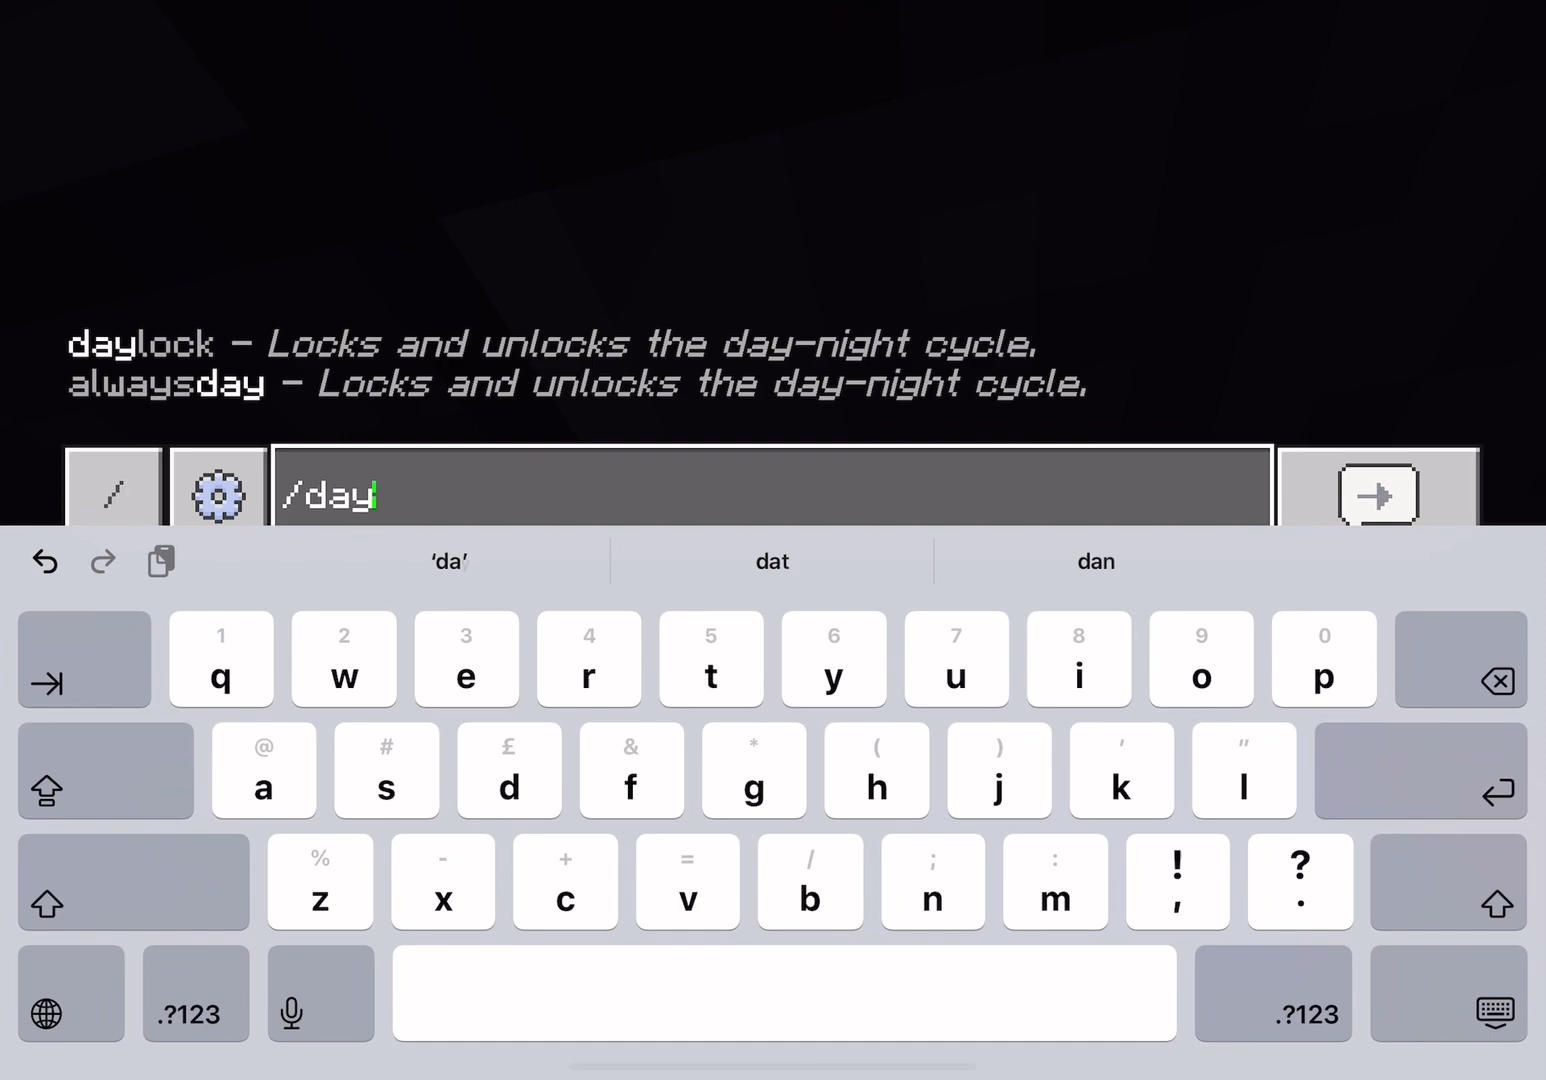 daylock – Locks and unlocks the day-night cycle.
alwaysday – Locks and unlocks the day-night cycle.
/
/day
‘da’ dat dan
1 2 3 4 5 6 7 8 9 0
q w e r t y u i o p
@ # £ & * ( ) ' "
a s d f g h j k l
% - + = / ; : ! ?
z x c v b n m , .
.?123 .?123